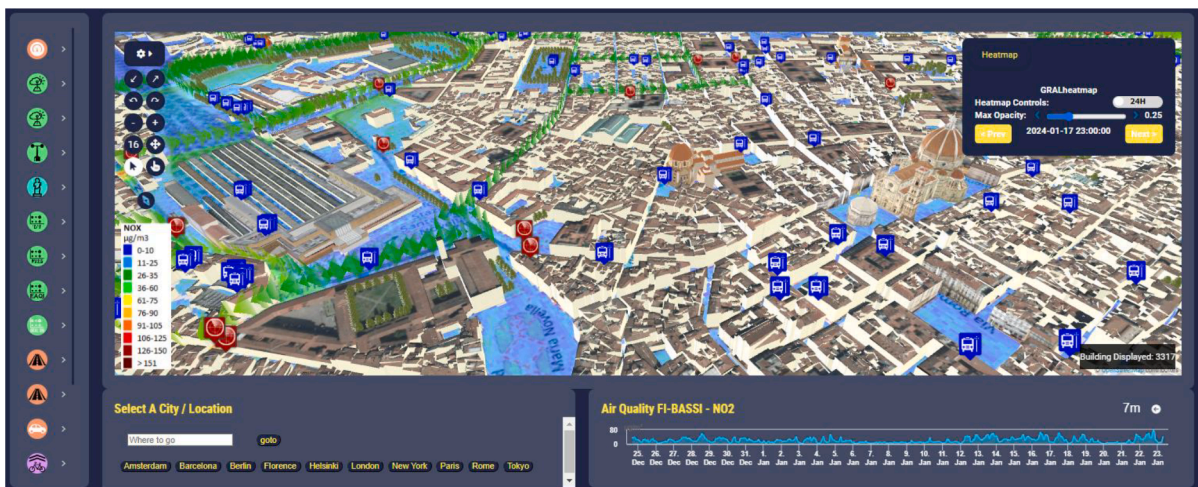 Heatmap
GRALheatmap
Heatmap Controls:
24H
Max Opacity:
0.25
< Prev
2024-01-17 23:00:00
Next >
16
NOX
µg/m3
0-10
11-25
26-35
36-60
61-75
76-90
91-105
106-125
126-150
>151
Maria Novella
Via Roma
Building Displayed: 3317
Select A City / Location
Where to go
goto
Amsterdam Barcelona Berlin Florence Helsinki London New York Paris Rome Tokyo
Air Quality FI-BASSI - NO2
7m
80
0
25. 26. 27. 28. 29. 30. 31. 1. 2. 3. 4. 5. 6. 7. 8. 9. 10. 11. 12. 13. 14. 15. 16. 17. 18. 19. 20. 21. 22. 23.
Dec Dec Dec Dec Dec Dec Dec Jan Jan Jan Jan Jan Jan Jan Jan Jan Jan Jan Jan Jan Jan Jan Jan Jan Jan Jan Jan Jan Jan Jan